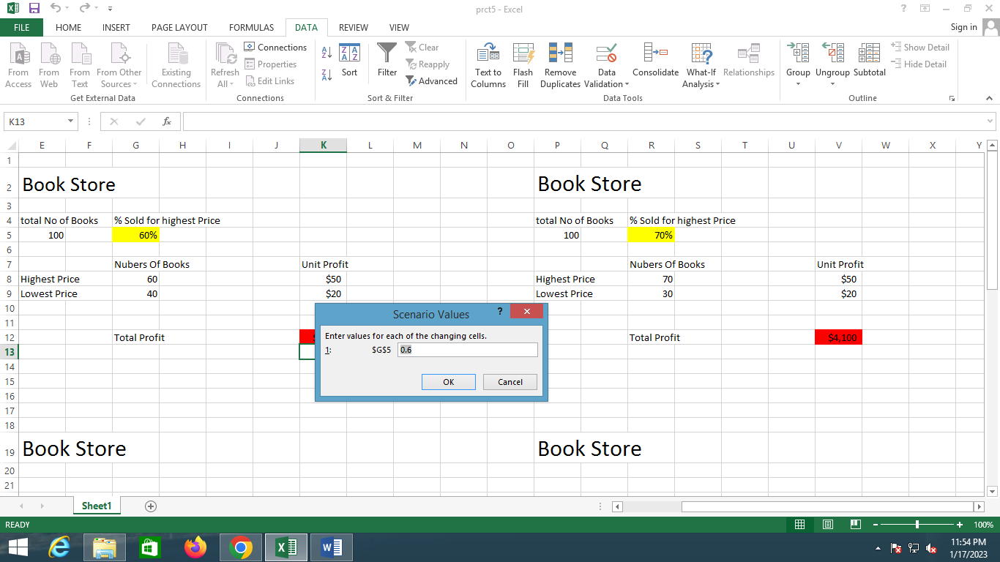 prct5 - Excel
FILE HOME INSERT PAGE LAYOUT FORMULAS DATA REVIEW VIEW Sign in
From Access
From Web
From Text
From Other Sources
Existing Connections
Get External Data
Refresh All
Connections
Properties
Edit Links
Connections
Sort
Filter
Clear
Reapply
Advanced
Sort & Filter
Text to Columns
Flash Fill
Remove Duplicates
Data Validation
Consolidate
What-If Analysis
Relationships
Data Tools
Group
Ungroup
Subtotal
Show Detail
Hide Detail
Outline
K13
fx
E F G H I J K L M N O P Q R S T U V W X Y
1
2 Book Store Book Store
3
4 total No of Books % Sold for highest Price total No of Books % Sold for highest Price
5 100 60% 100 70%
6
7 Nubers Of Books Unit Profit Nubers Of Books Unit Profit
8 Highest Price 60 $50 Highest Price 70 $50
9 Lowest Price 40 $20 Lowest Price 30 $20
10
11
12 Total Profit $ Total Profit $4,100
13
14
15
16
17
18
19 Book Store Book Store
20
21
Scenario Values ?
Enter values for each of the changing cells.
1: $G$5 0.6
OK Cancel
Sheet1
READY 100%
11:54 PM
1/17/2023